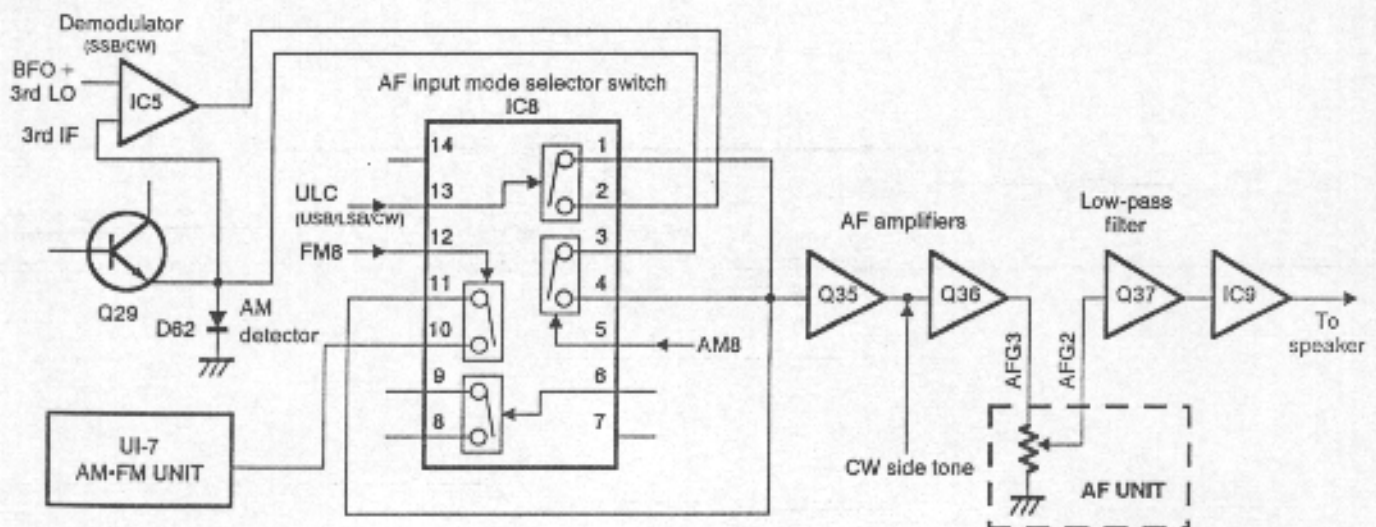 Demodulator
(SSB/CW)
BFO +
3rd LO
IC5
3rd IF
Q29
D62
AM
detector
UI-7
AM•FM UNIT
AF input mode selector switch
IC8
ULC
(USB/LSB/CW)
FM8
14
13
12
11
10
9
8
1
2
3
4
5
6
7
AM8
AF amplifiers
Q35
Q36
CW side tone
Low-pass
filter
Q37
IC9
To
speaker
AFG3
AFG2
AF UNIT